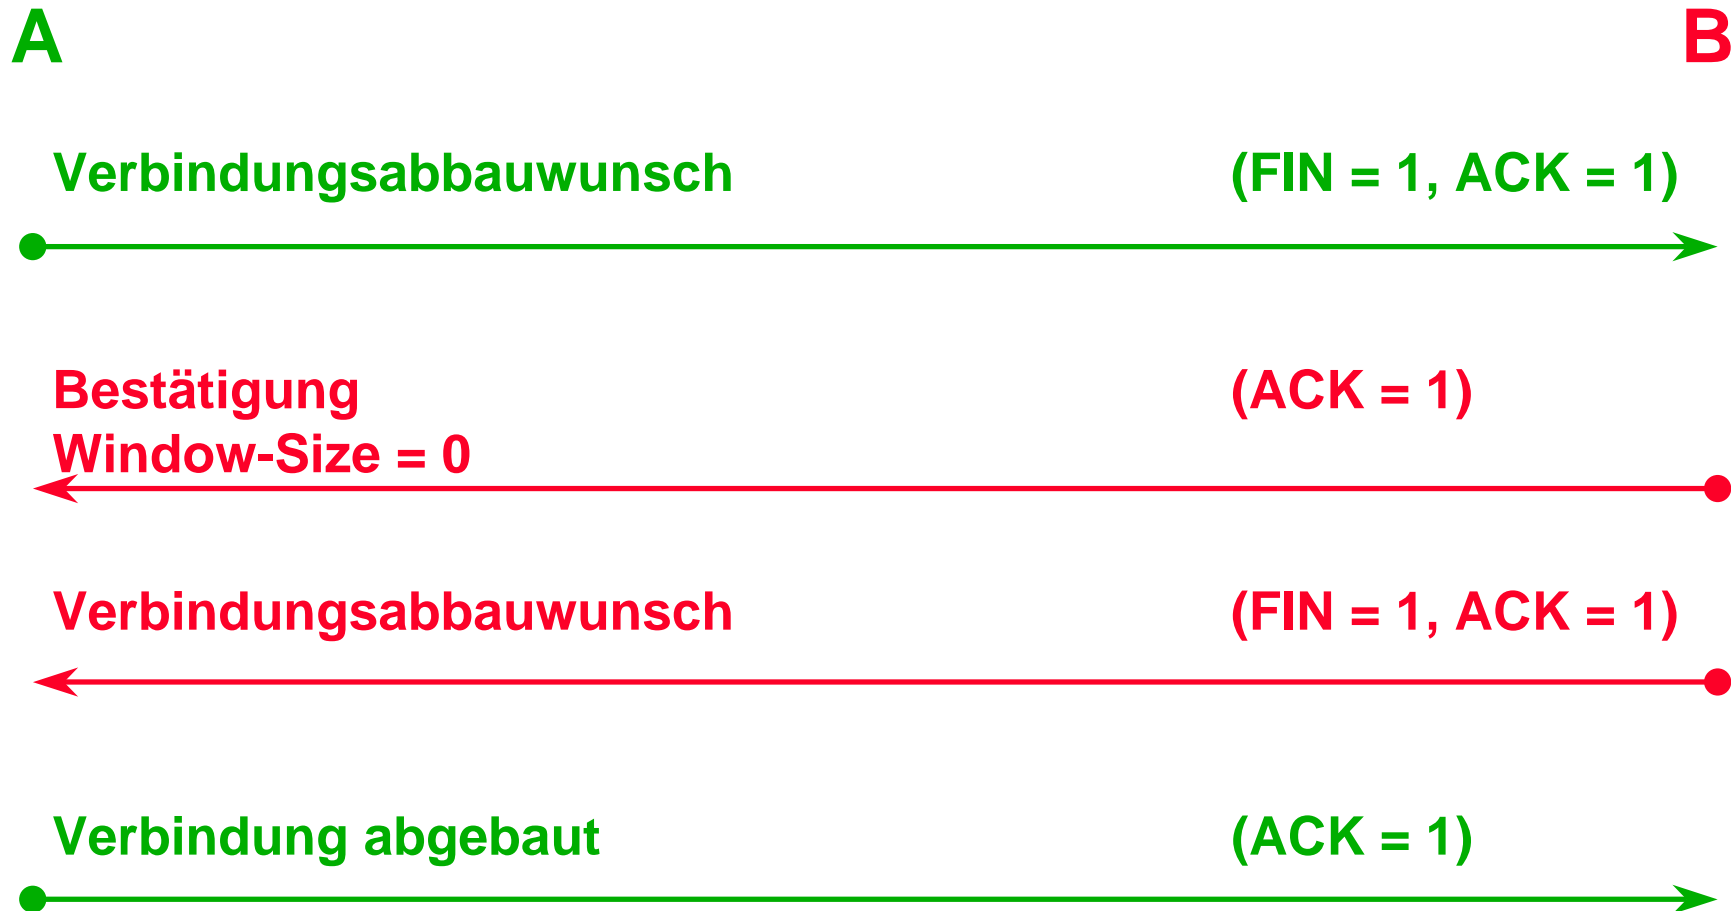 A B
Verbindungsabbauwunsch (FIN = 1, ACK = 1)
Bestätigung (ACK = 1)
Window-Size = 0
Verbindungsabbauwunsch (FIN = 1, ACK = 1)
Verbindung abgebaut (ACK = 1)